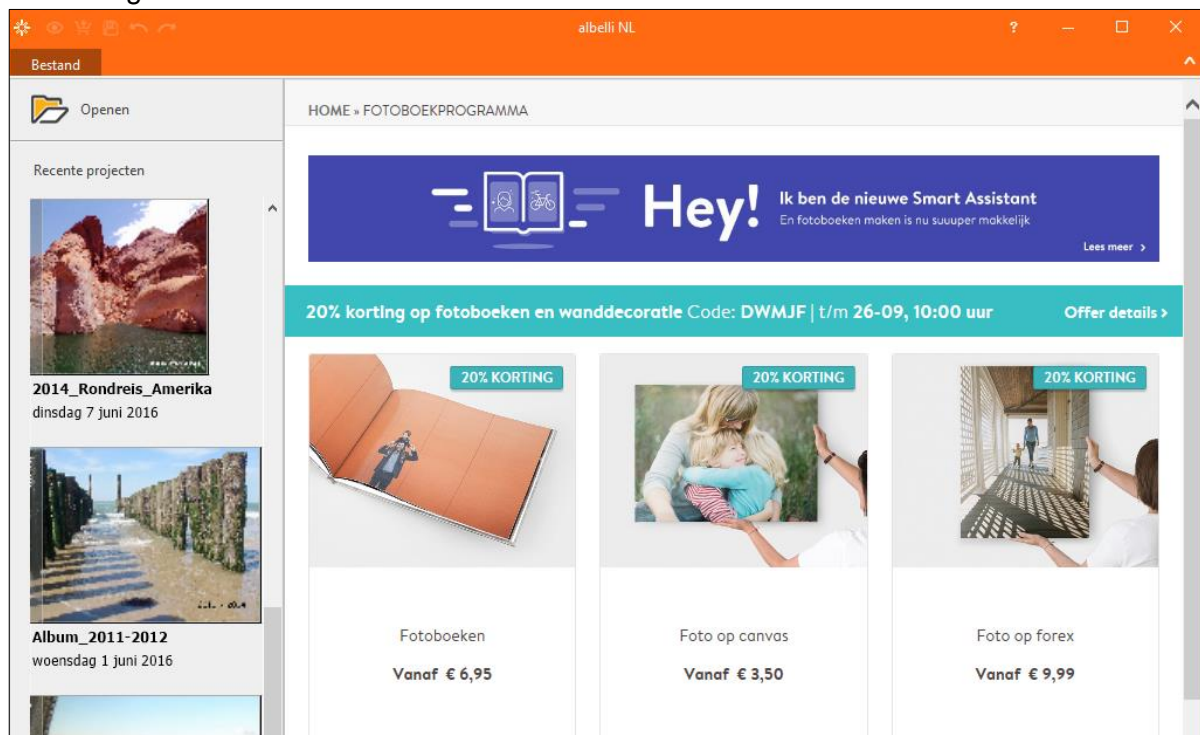 albelli NL
?
Bestand
Openen
HOME » FOTOBOEKPROGRAMMA
Recente projecten
Hey!
Ik ben de nieuwe Smart Assistant
En fotoboeken maken is nu suuuper makkelijk
Lees meer >
20% korting op fotoboeken en wanddecoratie Code: DWMJF | t/m 26-09, 10:00 uur
Offer details >
2014_Rondreis_Amerika
dinsdag 7 juni 2016
Album_2011-2012
woensdag 1 juni 2016
20% KORTING
20% KORTING
20% KORTING
Fotoboeken
Vanaf € 6,95
Foto op canvas
Vanaf € 3,50
Foto op forex
Vanaf € 9,99